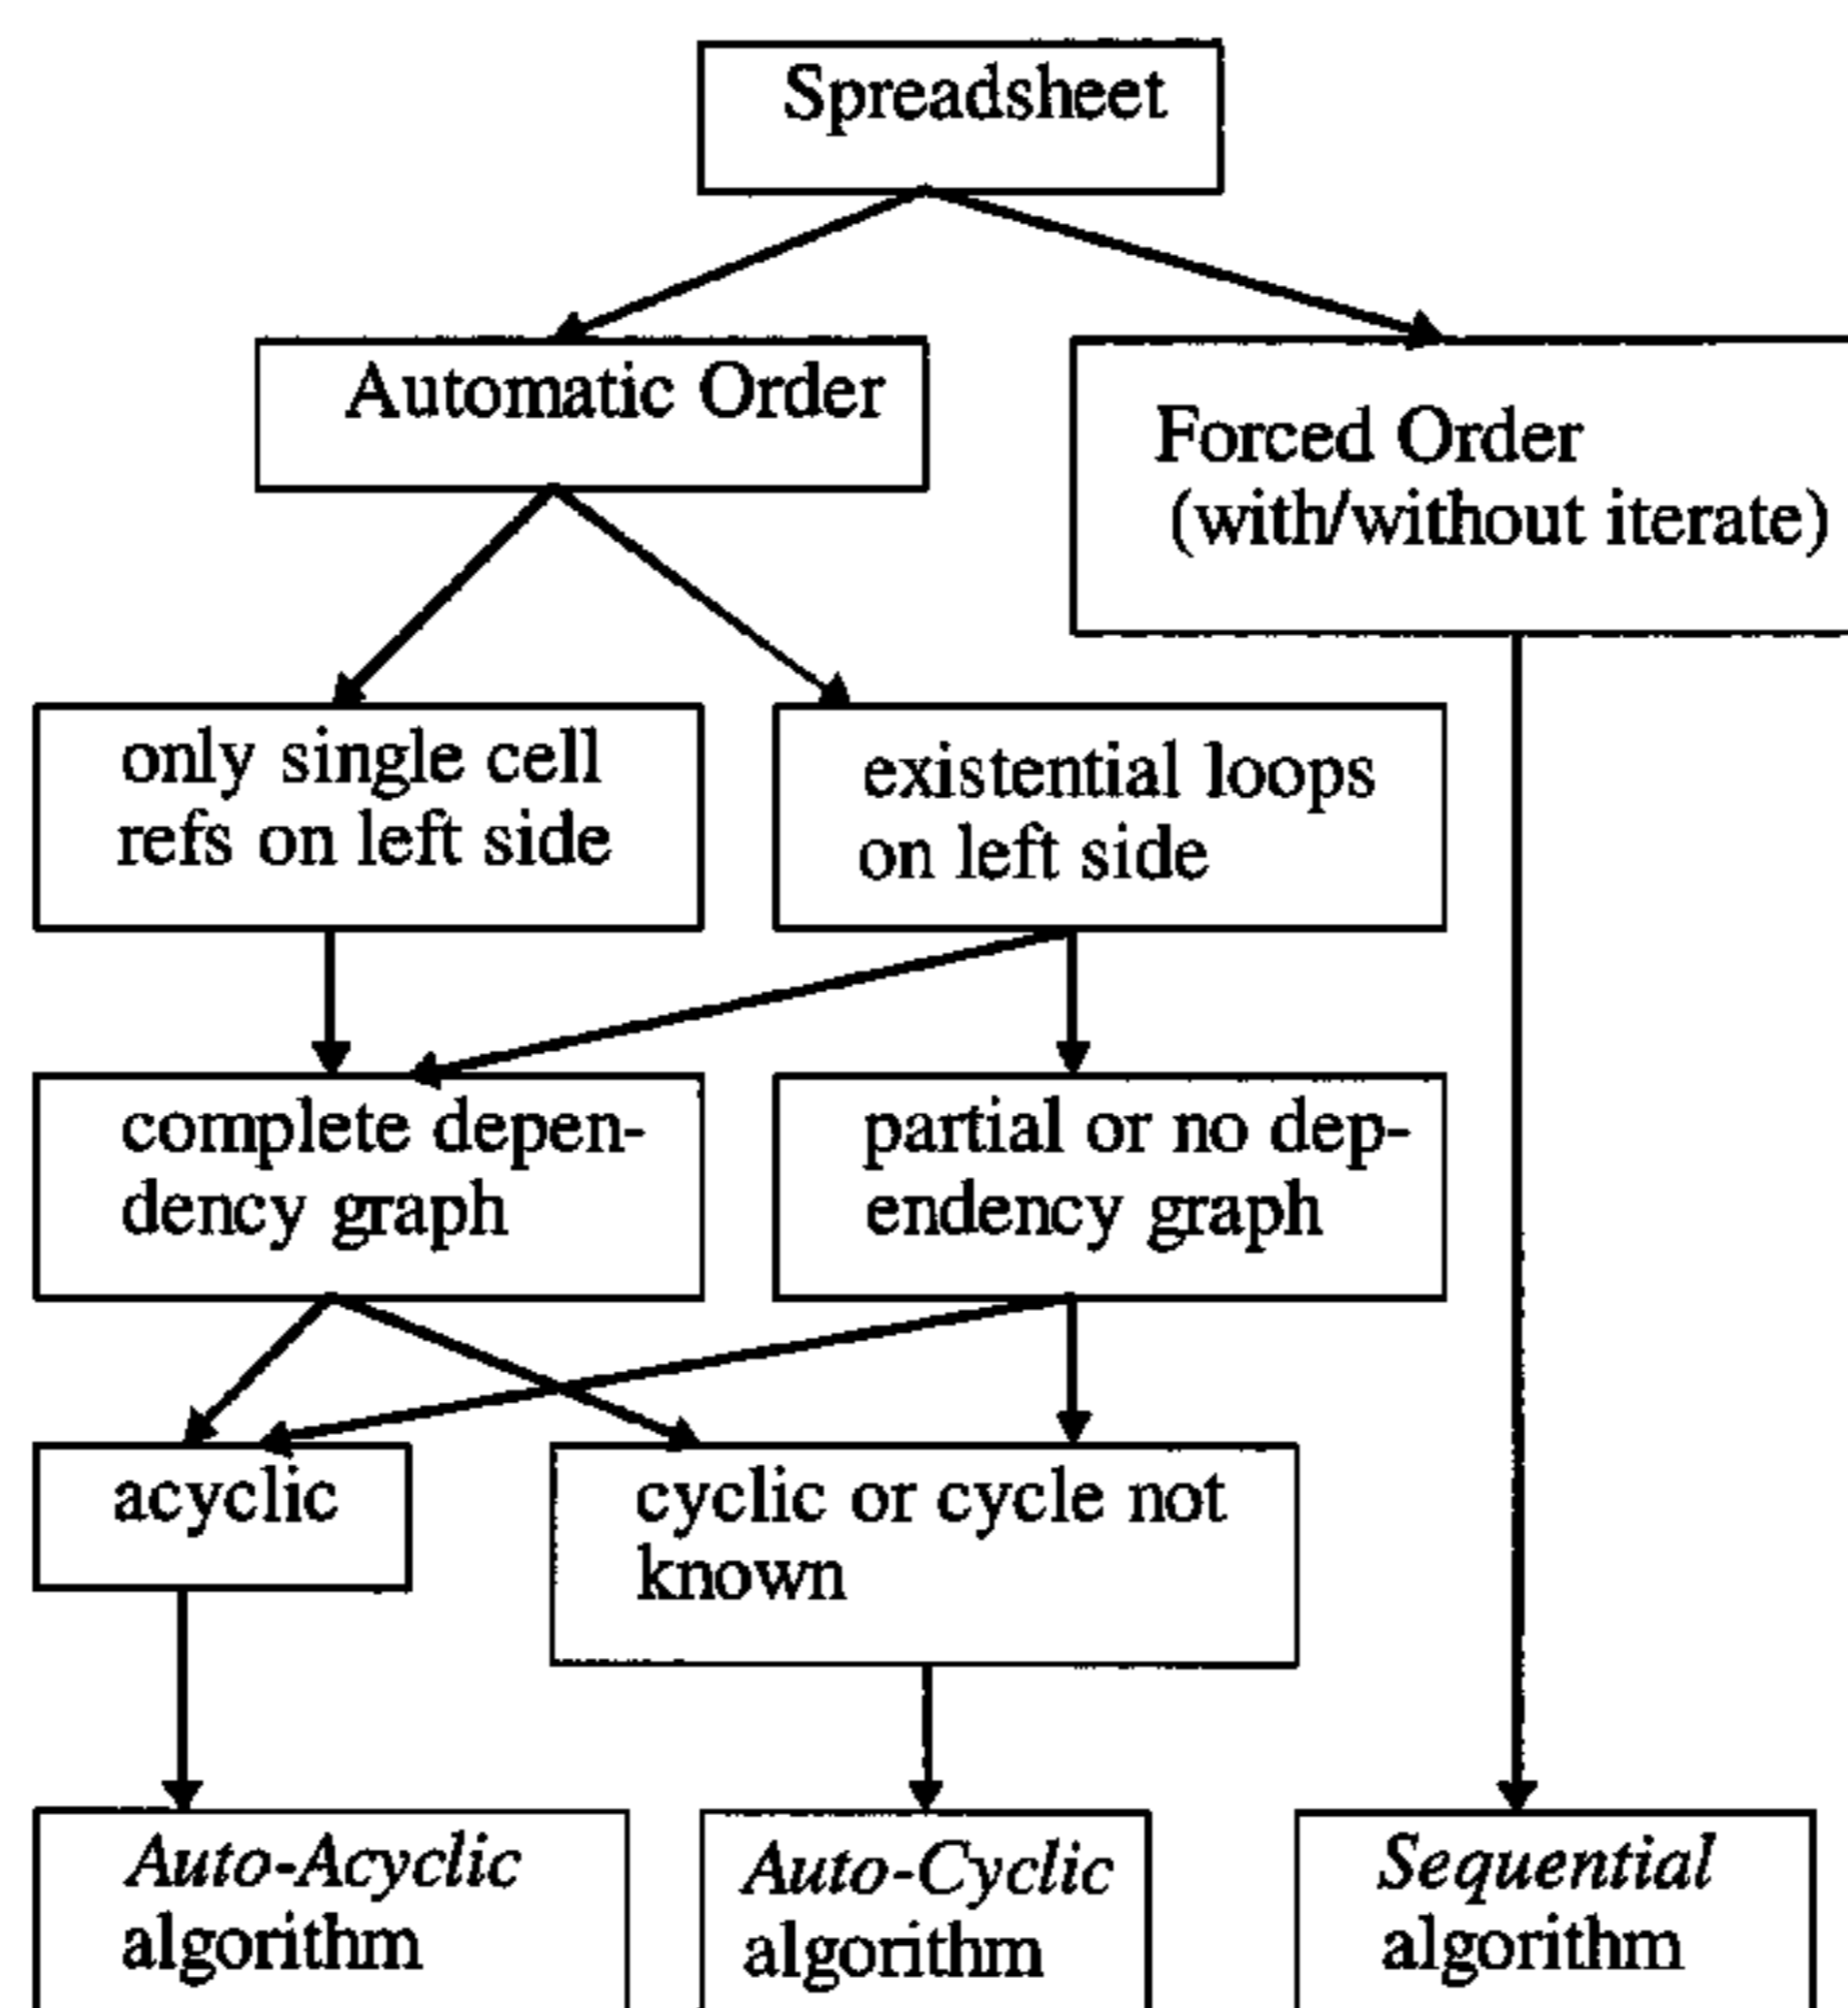 Spreadsheet
Automatic Order
Forced Order
(with/without iterate)
only single cell
refs on left side
existential loops
on left side
complete depen-
dency graph
partial or no dep-
endency graph
acyclic
cyclic or cycle not
known
Auto-Acyclic
algorithm
Auto-Cyclic
algorithm
Sequential
algorithm